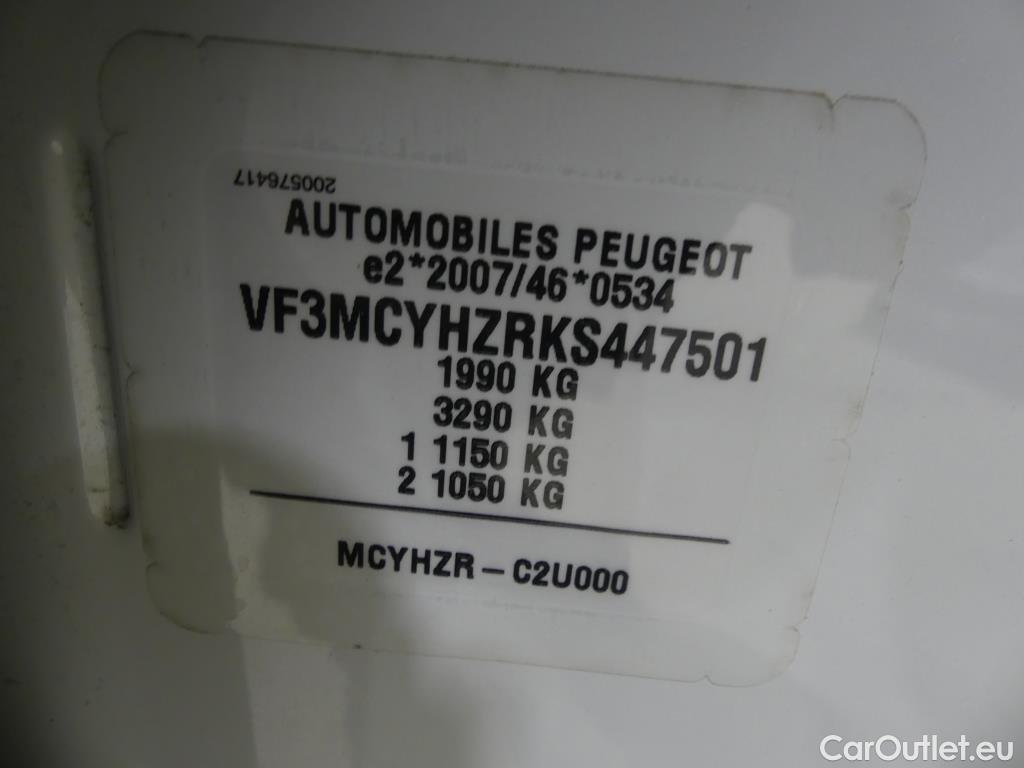 200576417
AUTOMOBILES PEUGEOT
e2*2007/46*0534
VF3MCYHZRKS447501
1990 KG
3290 KG
1 1150 KG
2 1050 KG
MCYHZR – C2U000
CarOutlet.eu